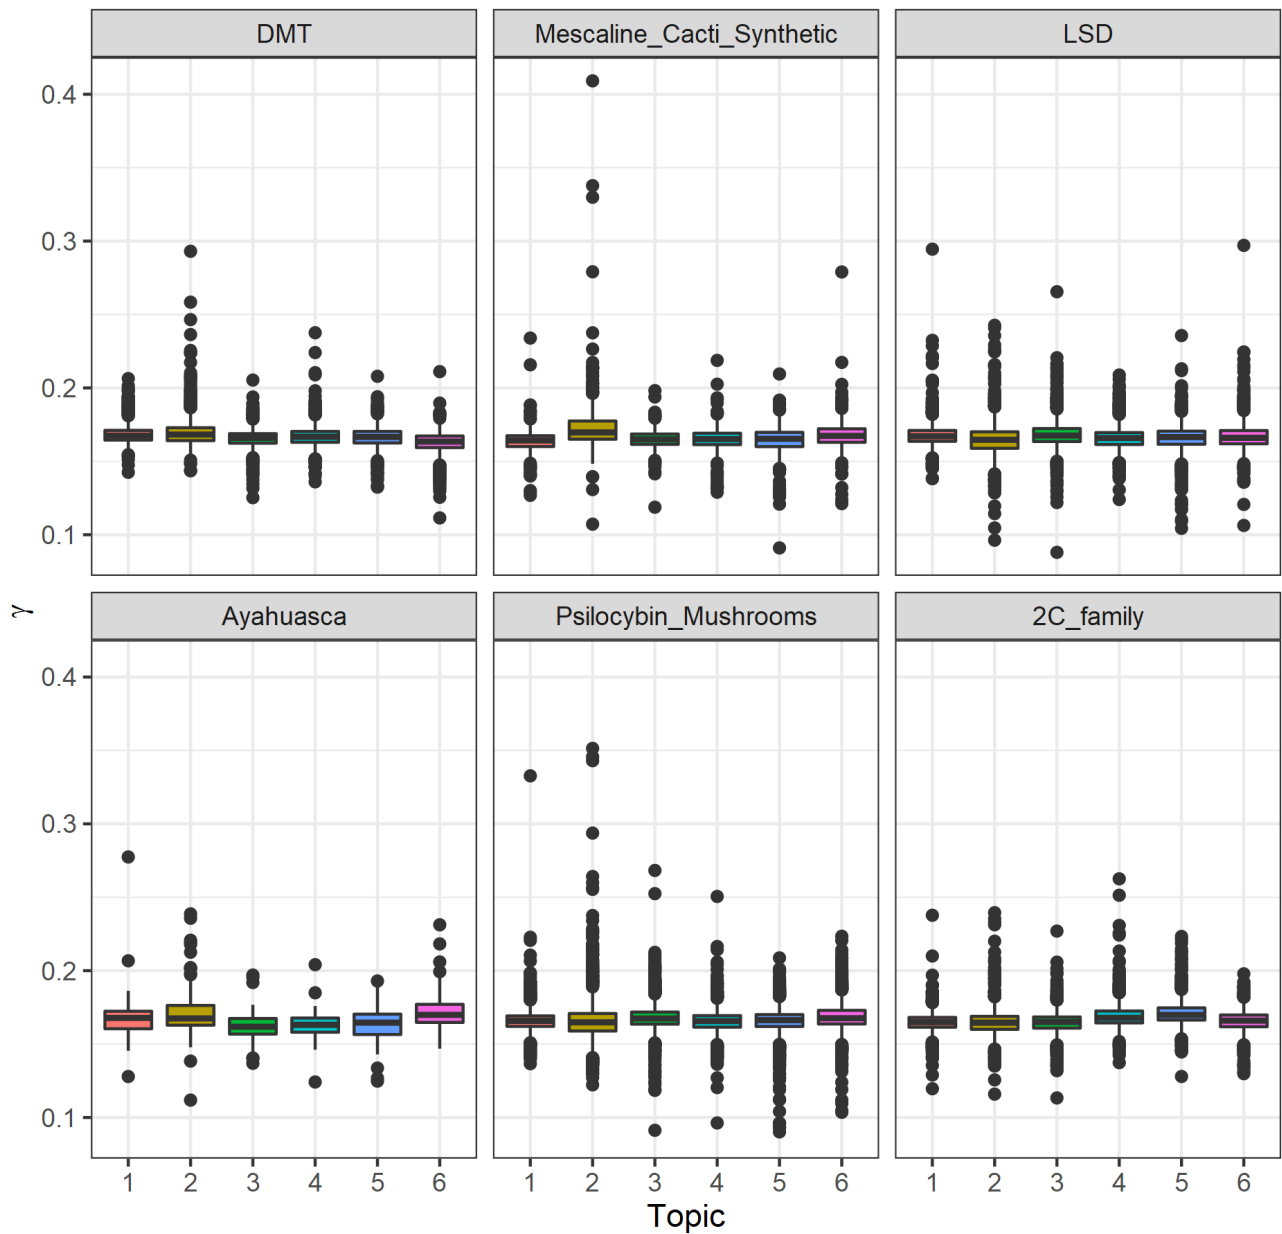 DMT Mescaline_Cacti_Synthetic LSD
0.4
0.3
0.2
0.1
γ
Ayahuasca Psilocybin_Mushrooms 2C_family
0.4
0.3
0.2
0.1
1 2 3 4 5 6 1 2 3 4 5 6 1 2 3 4 5 6
Topic